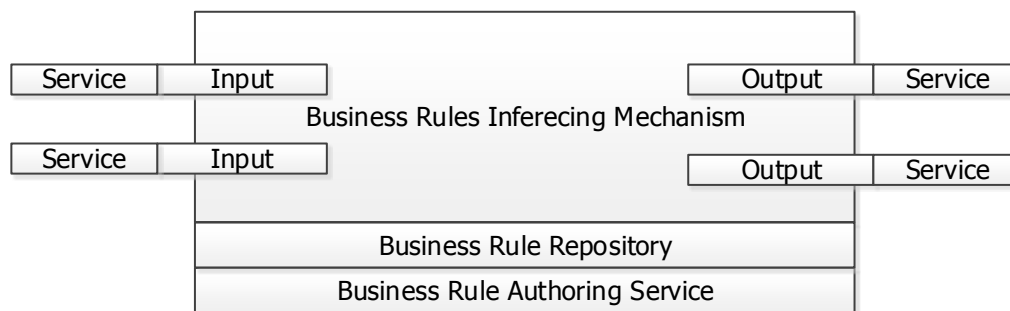 Service Input Output Service
Business Rules Inferecing Mechanism
Service Input Output Service
Business Rule Repository
Business Rule Authoring Service